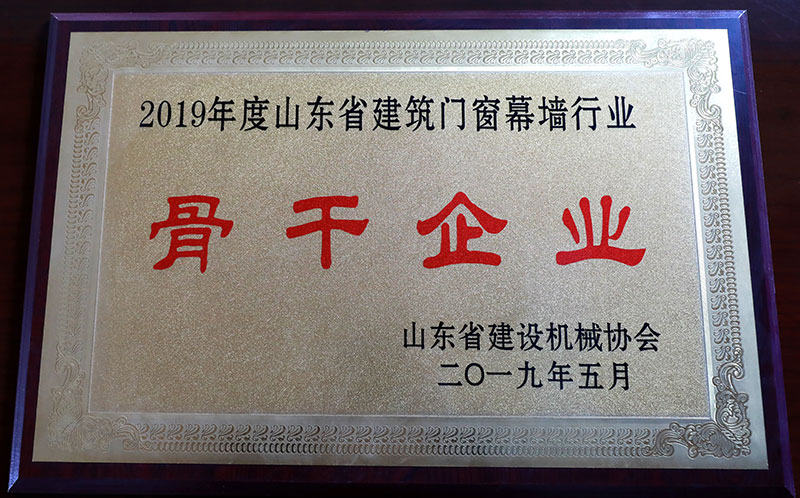 2019年度山东省建筑门窗幕墙行业
骨干企业
山东省建设机械协会
二〇一九年五月